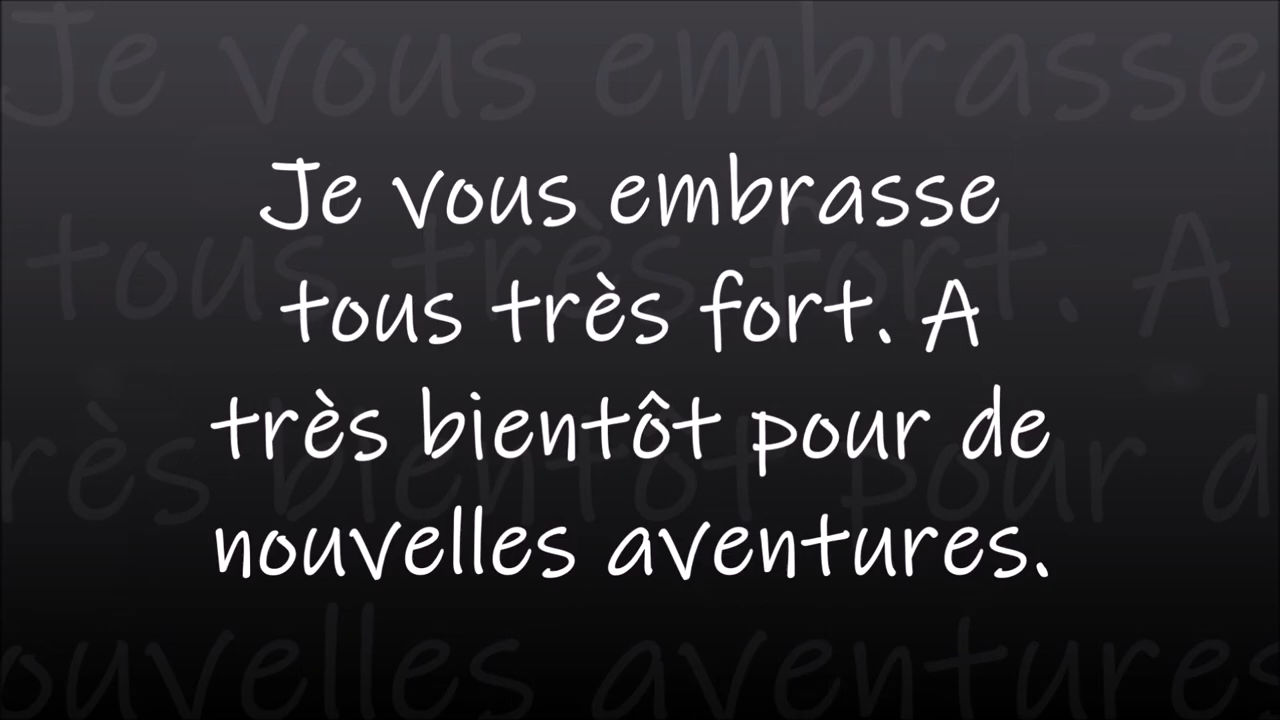 Je vous embrasse
tous très fort. A
très bientôt pour de
nouvelles aventures.